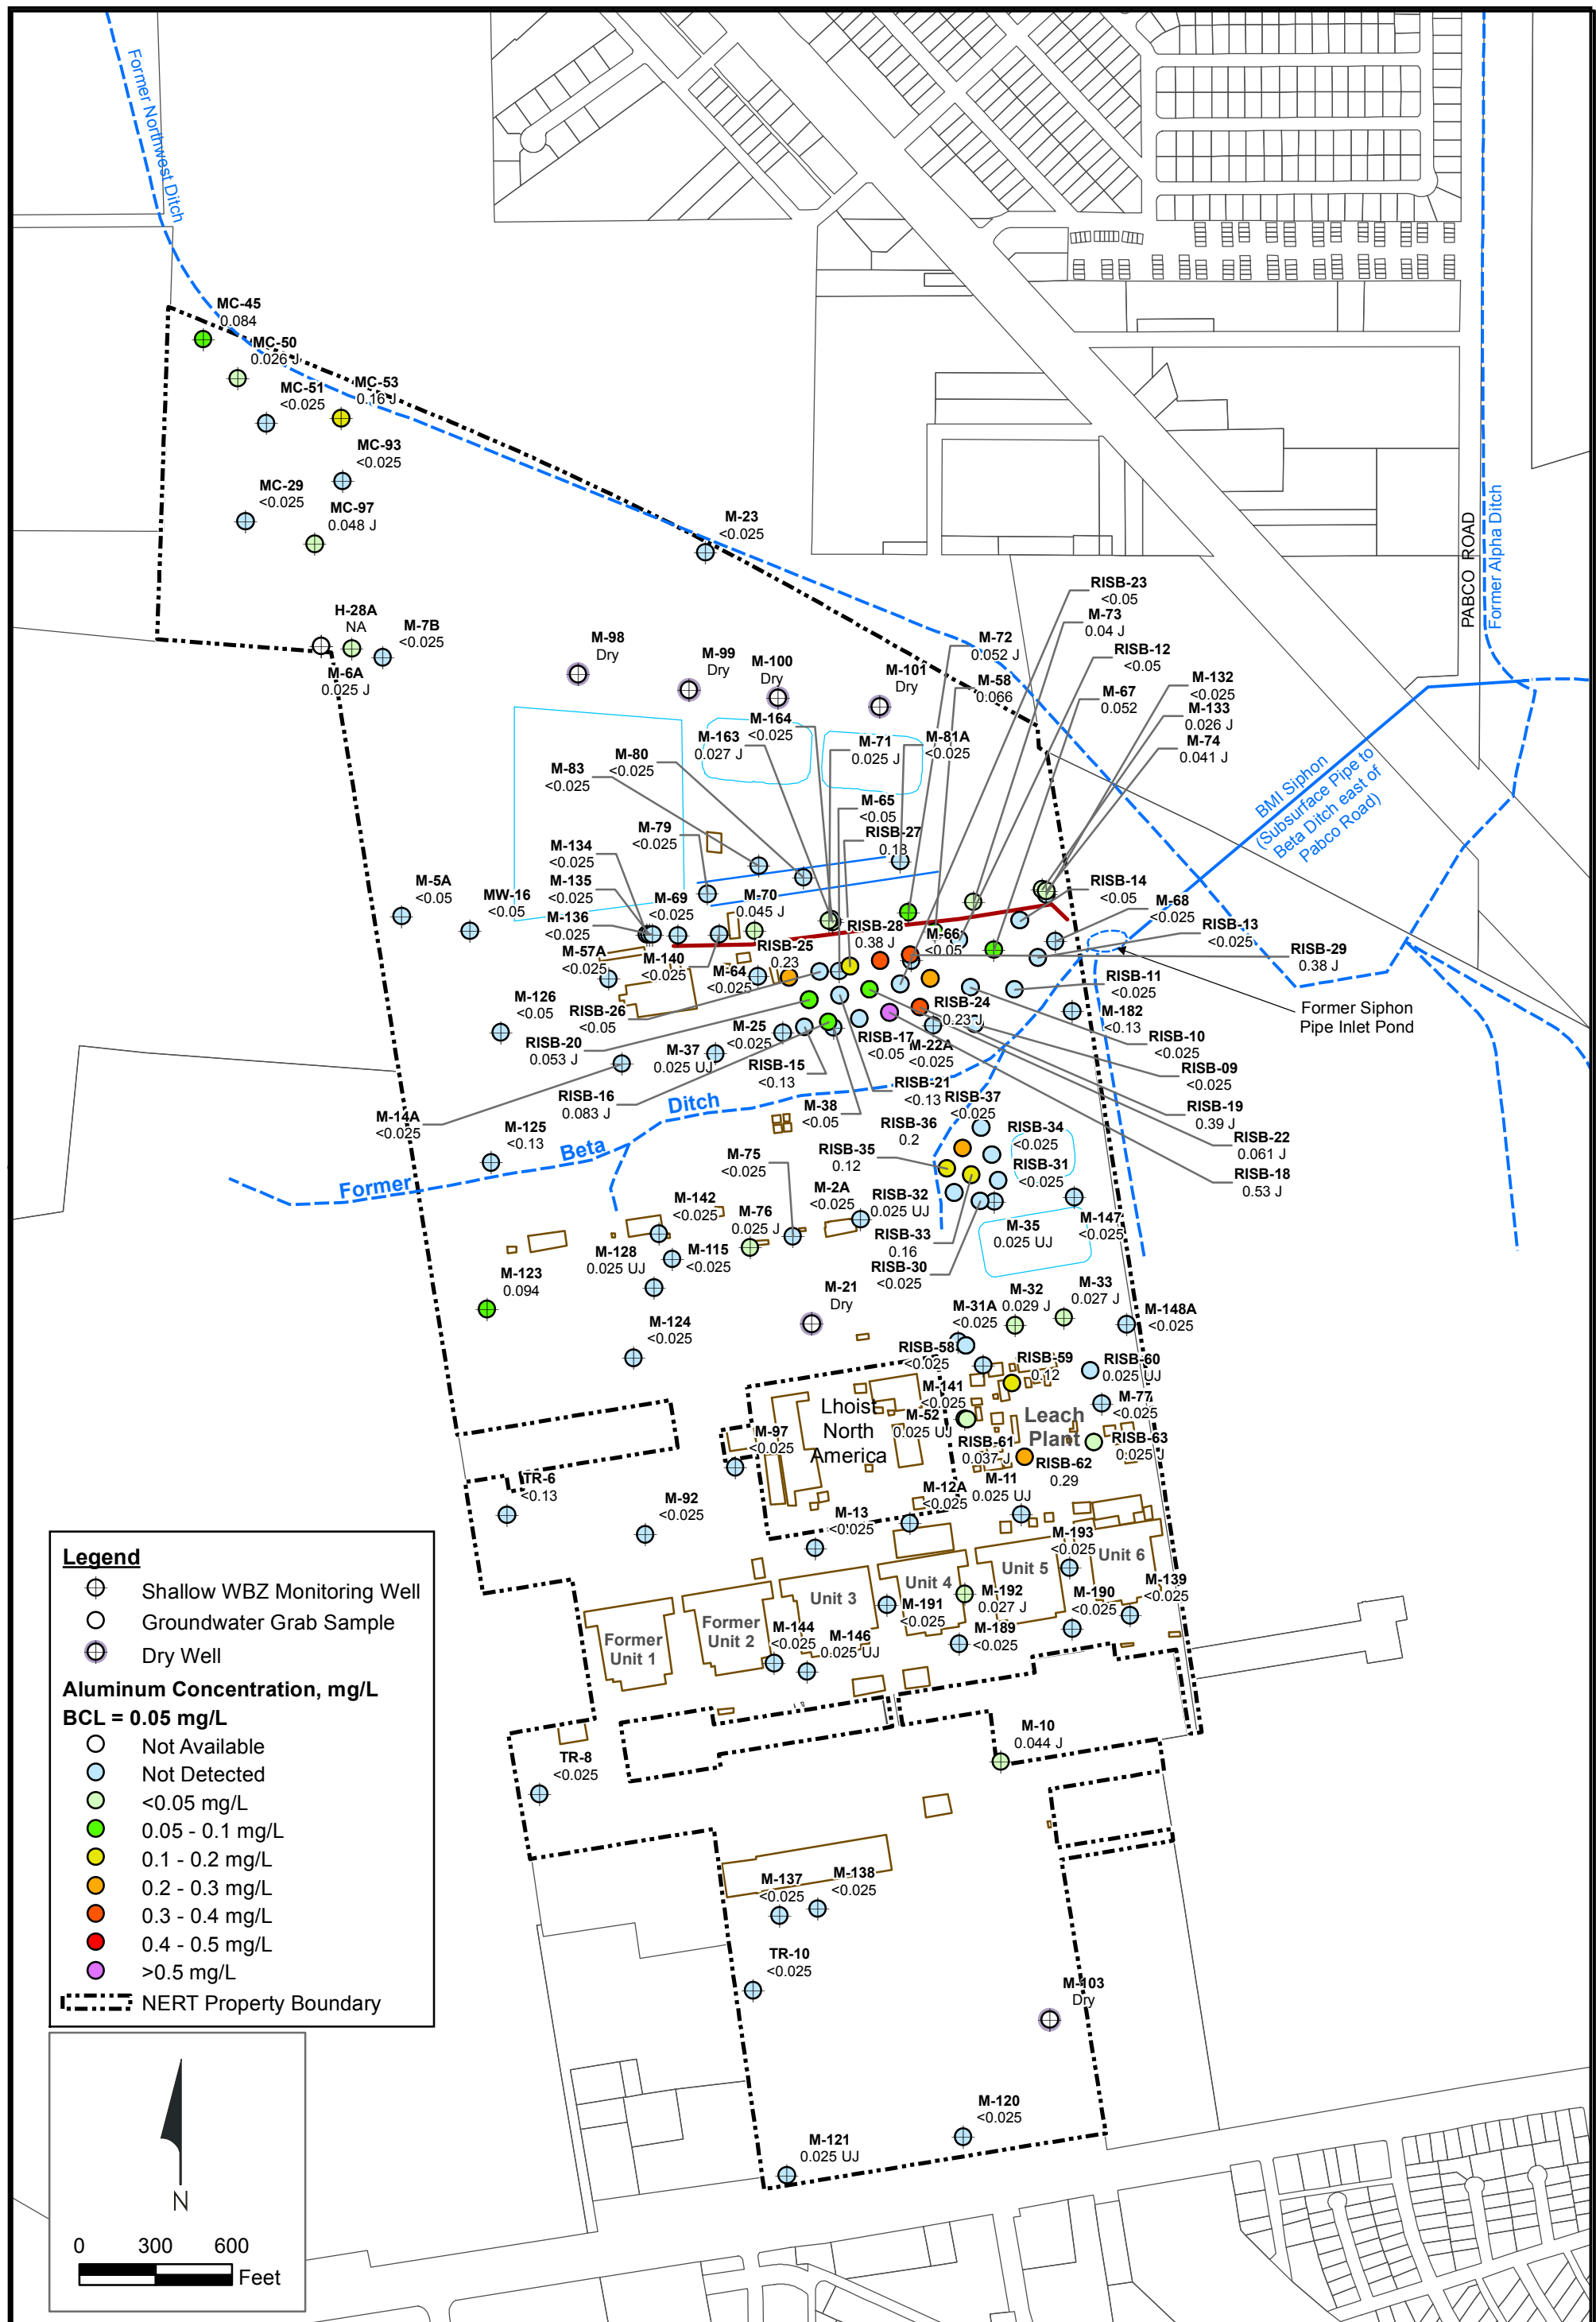 Former Northwest Ditch
MC-45
0.084
MC-50
0.026 J
MC-51
<0.025
MC-53
0.16 J
MC-93
<0.025
MC-29
<0.025
MC-97
0.048 J
M-23
<0.025
PABCO ROAD
Former Alpha Ditch
H-28A
NA
M-7B
<0.025
M-6A
0.025 J
M-98
Dry
M-99
Dry
M-100
Dry
M-101
Dry
RISB-23
<0.05
M-73
0.04 J
M-72
0.052 J
RISB-12
<0.05
M-58
0.066
M-67
0.052
M-132
<0.025
M-133
0.026 J
M-74
0.041 J
M-164
<0.025
M-163
0.027 J
M-71
0.025 J
M-81A
<0.025
M-80
<0.025
M-83
<0.025
M-65
<0.05
RISB-27
0.13
M-79
<0.025
BMI Siphon
(Subsurface Pipe to
Beta Ditch east of
Pabco Road)
M-134
<0.025
M-135
<0.025
M-136
<0.025
M-5A
<0.05
MW-16
<0.05
M-69
<0.025
M-70
0.045 J
RISB-14
<0.05
M-68
<0.025
RISB-13
<0.025
RISB-29
0.38 J
RISB-28
0.38 J
M-66
<0.05
RISB-25
0.23
M-57A
<0.025
M-140
<0.025
M-64
<0.025
RISB-11
<0.025
Former Siphon
Pipe Inlet Pond
M-126
<0.05
RISB-26
<0.05
RISB-24
0.23 J
M-182
<0.13
RISB-20
0.053 J
M-25
<0.025
M-37
0.025 UJ
RISB-17
<0.05
M-22A
<0.025
RISB-10
<0.025
RISB-15
<0.13
RISB-09
<0.025
RISB-16
0.083 J
RISB-21
<0.13
RISB-19
0.39 J
M-14A
<0.025
M-38
<0.05
RISB-37
<0.025
RISB-22
0.061 J
RISB-18
0.53 J
M-125
<0.13
Former
Beta
Ditch
RISB-36
0.2
RISB-34
<0.025
RISB-35
0.12
RISB-31
<0.025
M-75
<0.025
M-2A
<0.025
RISB-32
0.025 UJ
M-142
<0.025
M-76
0.025 J
M-35
0.025 UJ
M-147
<0.025
RISB-33
0.16
RISB-30
<0.025
M-128
0.025 UJ
M-115
<0.025
M-123
0.094
M-21
Dry
M-32
0.029 J
M-33
0.027 J
M-31A
<0.025
M-148A
<0.025
M-124
<0.025
RISB-58
<0.025
RISB-59
0.12
RISB-60
0.025 UJ
M-141
<0.025
M-77
<0.025
Lhoist
North
America
Leach
Plant
M-52
0.025 UJ
M-97
<0.025
RISB-61
0.037 J
RISB-63
0.025 J
RISB-62
0.29
TR-6
<0.13
M-92
<0.025
M-12A
<0.025
M-11
0.025 UJ
M-13
<0.025
M-193
<0.025
Unit 6
Unit 5
Unit 4
Unit 3
Former
Unit 2
Former
Unit 1
M-139
<0.025
M-190
<0.025
M-192
0.027 J
M-191
<0.025
M-189
<0.025
M-144
<0.025
M-146
0.025 UJ
M-10
0.044 J
TR-8
<0.025
M-137
<0.025
M-138
<0.025
TR-10
<0.025
M-103
Dry
M-120
<0.025
M-121
0.025 UJ
Legend
Shallow WBZ Monitoring Well
Groundwater Grab Sample
Dry Well
Aluminum Concentration, mg/L
BCL = 0.05 mg/L
Not Available
Not Detected
<0.05 mg/L
0.05 - 0.1 mg/L
0.1 - 0.2 mg/L
0.2 - 0.3 mg/L
0.3 - 0.4 mg/L
0.4 - 0.5 mg/L
>0.5 mg/L
NERT Property Boundary
N
0 300 600
Feet